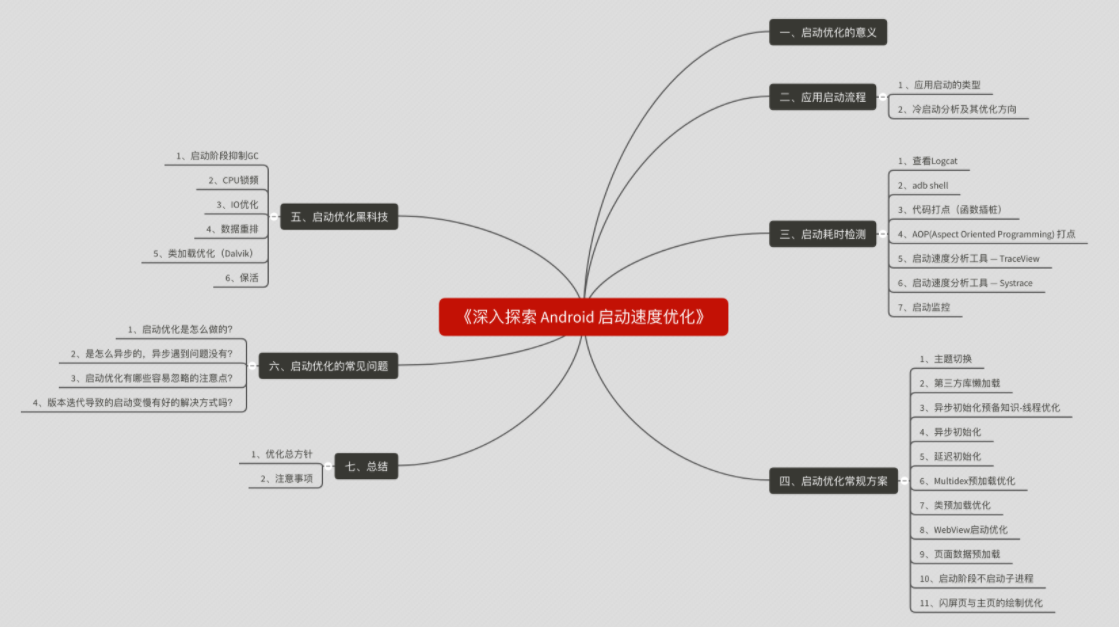 《深入探索 Android 启动速度优化》
一、启动优化的意义
二、应用启动流程
1、应用启动的类型
2、冷启动分析及其优化方向
三、启动耗时检测
1、查看Logcat
2、adb shell
3、代码打点（函数插桩）
4、AOP(Aspect Oriented Programming) 打点
5、启动速度分析工具 — TraceView
6、启动速度分析工具 — Systrace
7、启动监控
四、启动优化常规方案
1、主题切换
2、第三方库懒加载
3、异步初始化预备知识-线程优化
4、异步初始化
5、延迟初始化
6、Multidex预加载优化
7、类预加载优化
8、WebView启动优化
9、页面数据预加载
10、启动阶段不启动子进程
11、闪屏页与主页的绘制优化
五、启动优化黑科技
1、启动阶段抑制GC
2、CPU锁频
3、IO优化
4、数据重排
5、类加载优化（Dalvik）
6、保活
六、启动优化的常见问题
1、启动优化是怎么做的？
2、是怎么异步的，异步遇到问题没有？
3、启动优化有哪些容易忽略的注意点？
4、版本迭代导致的启动变慢有好的解决方式吗？
七、总结
1、优化总方针
2、注意事项